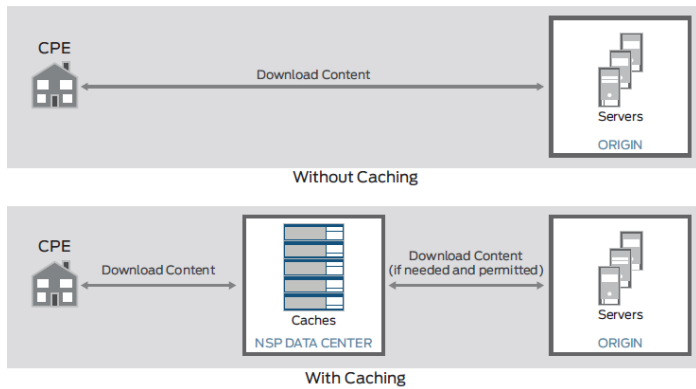 CPE
Download Content
Servers
ORIGIN
Without Caching
CPE
Download Content
Caches
NSP DATA CENTER
Download Content
(if needed and permitted)
Servers
ORIGIN
With Caching